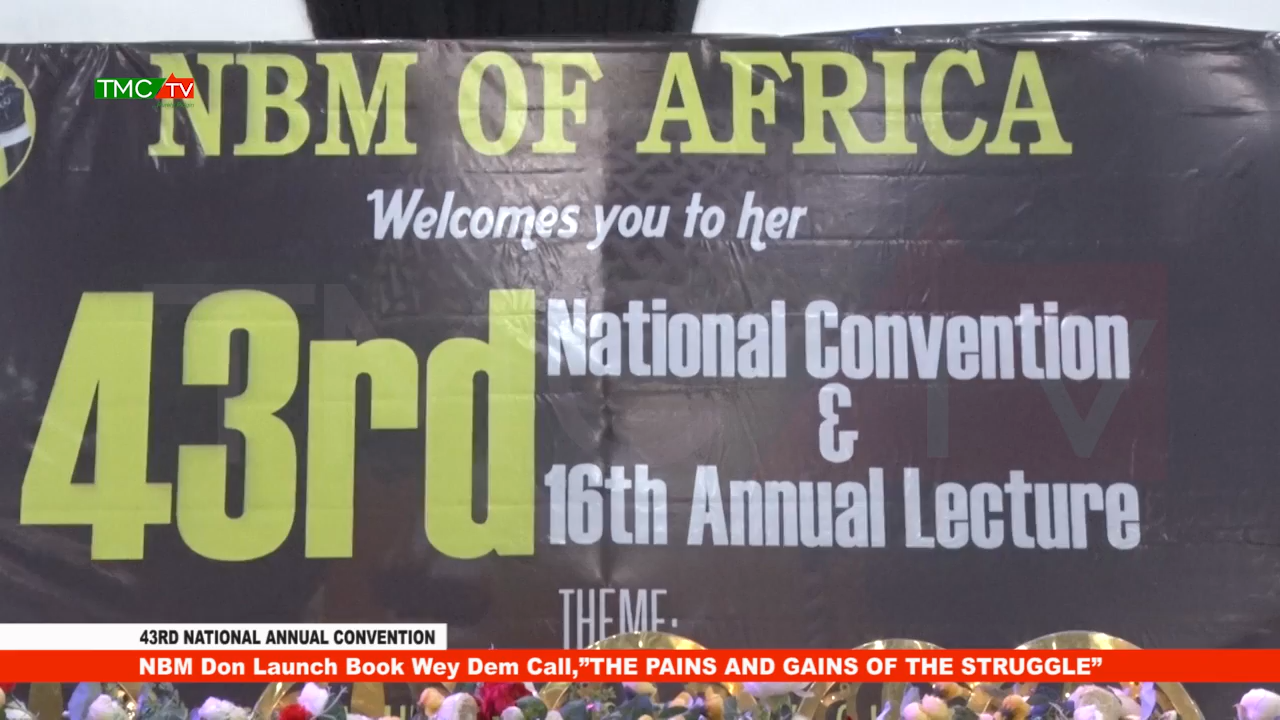 NBM OF AFRICA
TMC TV
Welcomes you to her
43rd National Convention
&
16th Annual Lecture
THEME:
43RD NATIONAL ANNUAL CONVENTION
NBM Don Launch Book Wey Dem Call,”THE PAINS AND GAINS OF THE STRUGGLE”